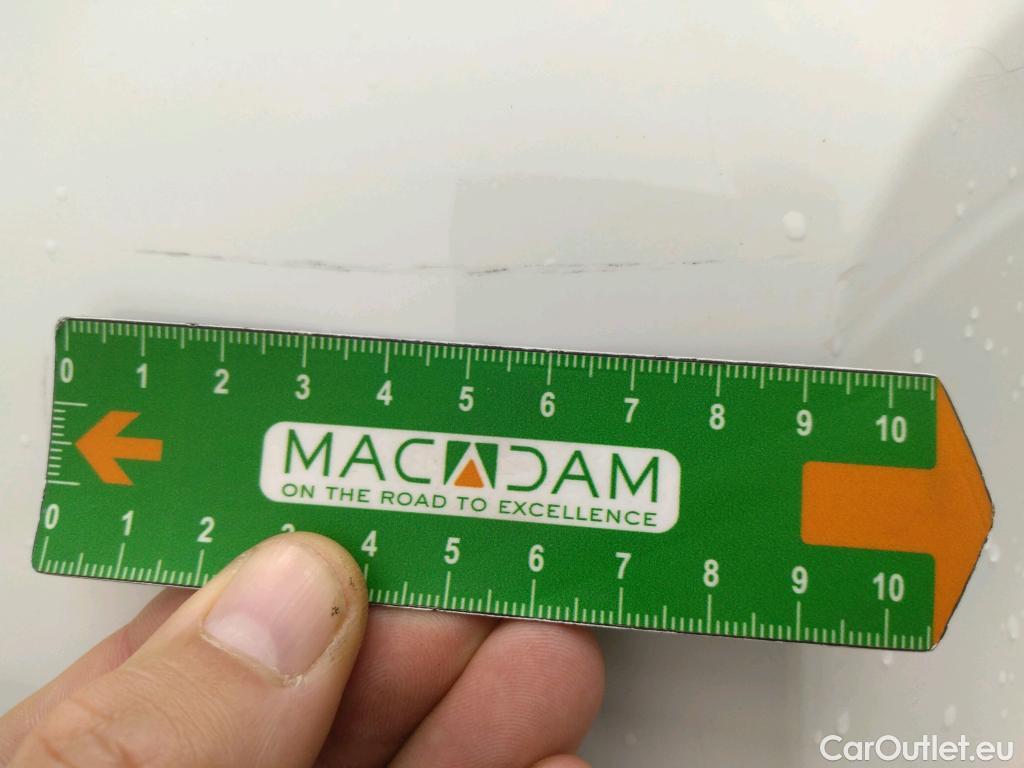 0 1 2 3 4 5 6 7 8 9 10
MACADAM
ON THE ROAD TO EXCELLENCE
0 1 2 3 4 5 6 7 8 9 10
CarOutlet.eu